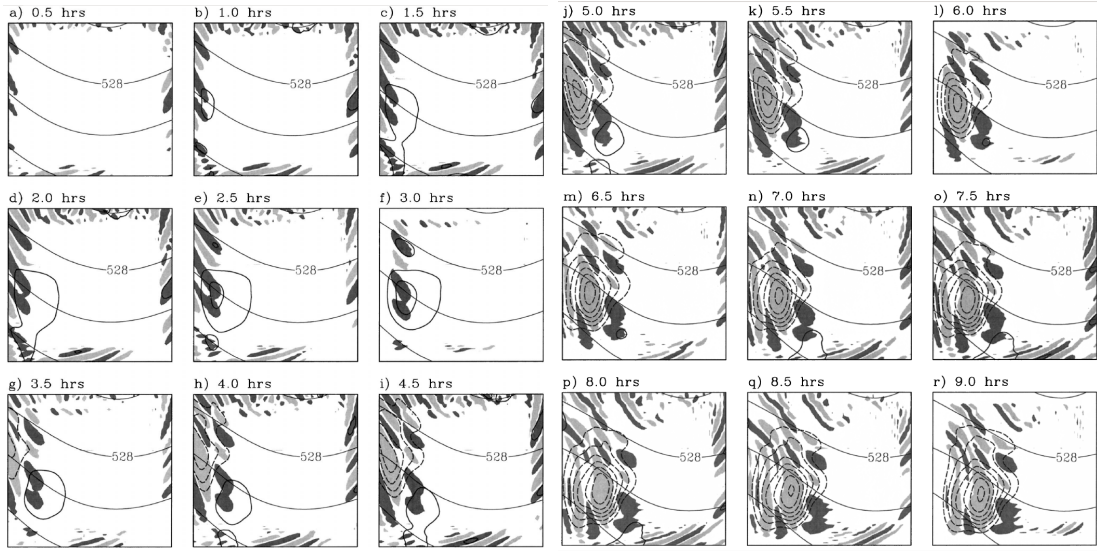 a) 0.5 hrs
528
b) 1.0 hrs
528
c) 1.5 hrs
528
d) 2.0 hrs
528
e) 2.5 hrs
528
f) 3.0 hrs
528
g) 3.5 hrs
528
h) 4.0 hrs
528
i) 4.5 hrs
528
j) 5.0 hrs
528
k) 5.5 hrs
528
l) 6.0 hrs
528
m) 6.5 hrs
528
n) 7.0 hrs
528
o) 7.5 hrs
528
p) 8.0 hrs
528
q) 8.5 hrs
528
r) 9.0 hrs
528